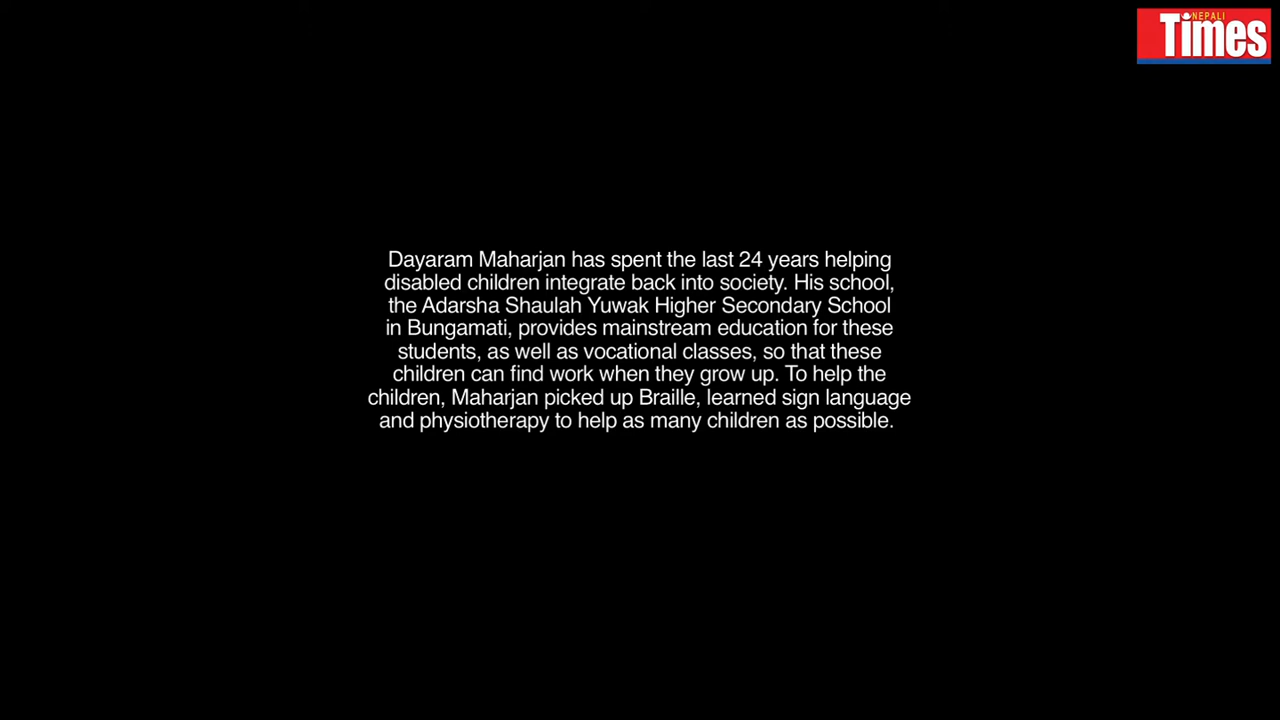 NEPALI
Times
Dayaram Maharjan has spent the last 24 years helping
disabled children integrate back into society. His school,
the Adarsha Shaulah Yuwak Higher Secondary School
in Bungamati, provides mainstream education for these
students, as well as vocational classes, so that these
children can find work when they grow up. To help the
children, Maharjan picked up Braille, learned sign language
and physiotherapy to help as many children as possible.